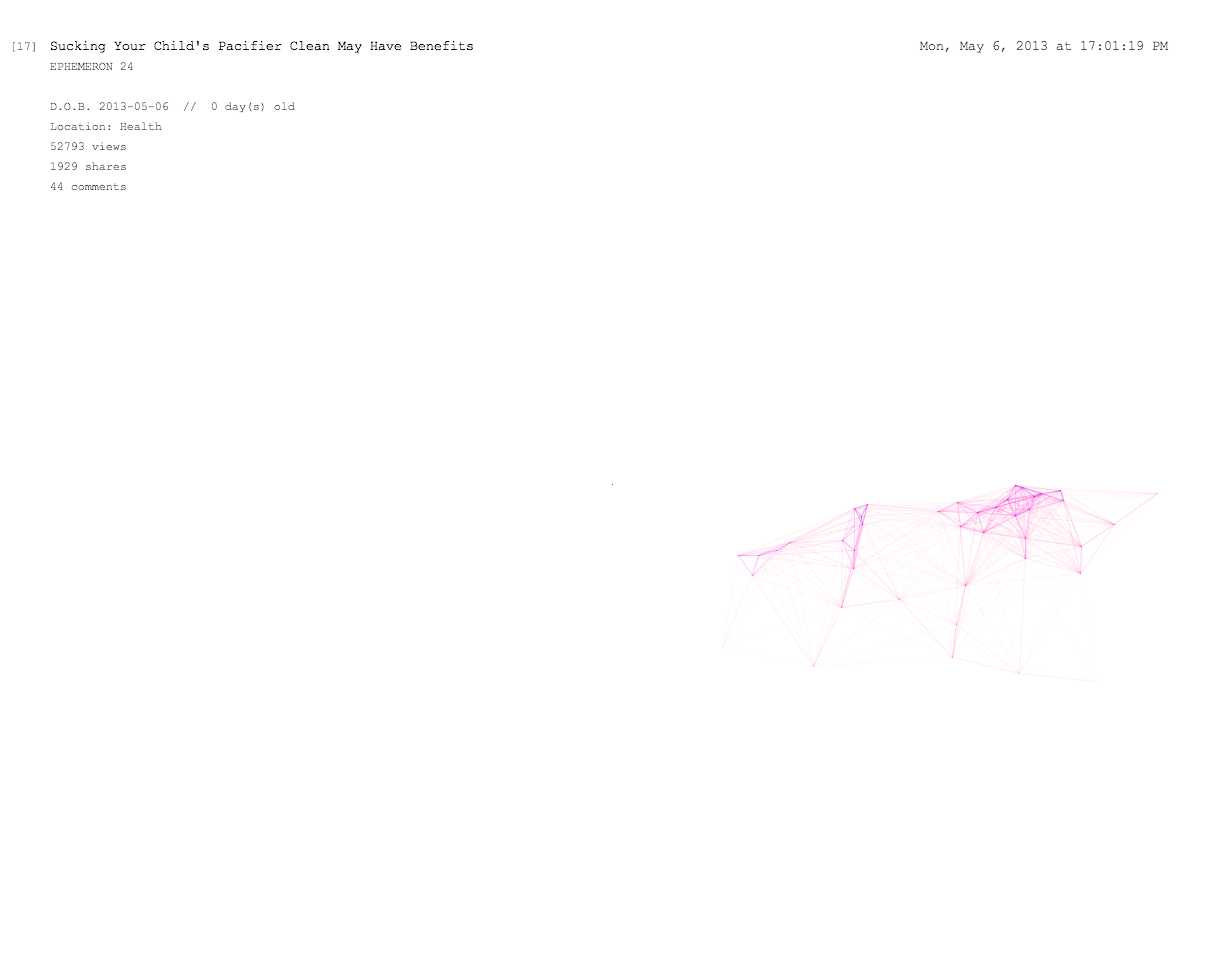 [17] Sucking Your Child's Pacifier Clean May Have Benefits
Mon, May 6, 2013 at 17:01:19 PM
EPHEMERON 24
D.O.B. 2013-05-06 // 0 day(s) old
Location: Health
52793 views
1929 shares
44 comments